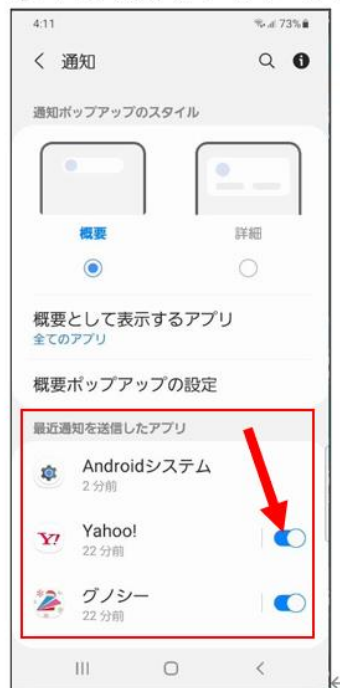 4:11 73%
通知
通知ポップアップのスタイル
概要 詳細
概要として表示するアプリ
全てのアプリ
概要ポップアップの設定
最近通知を送信したアプリ
Androidシステム
2 分前
Yahoo!
22 分前
グノシー
22 分前